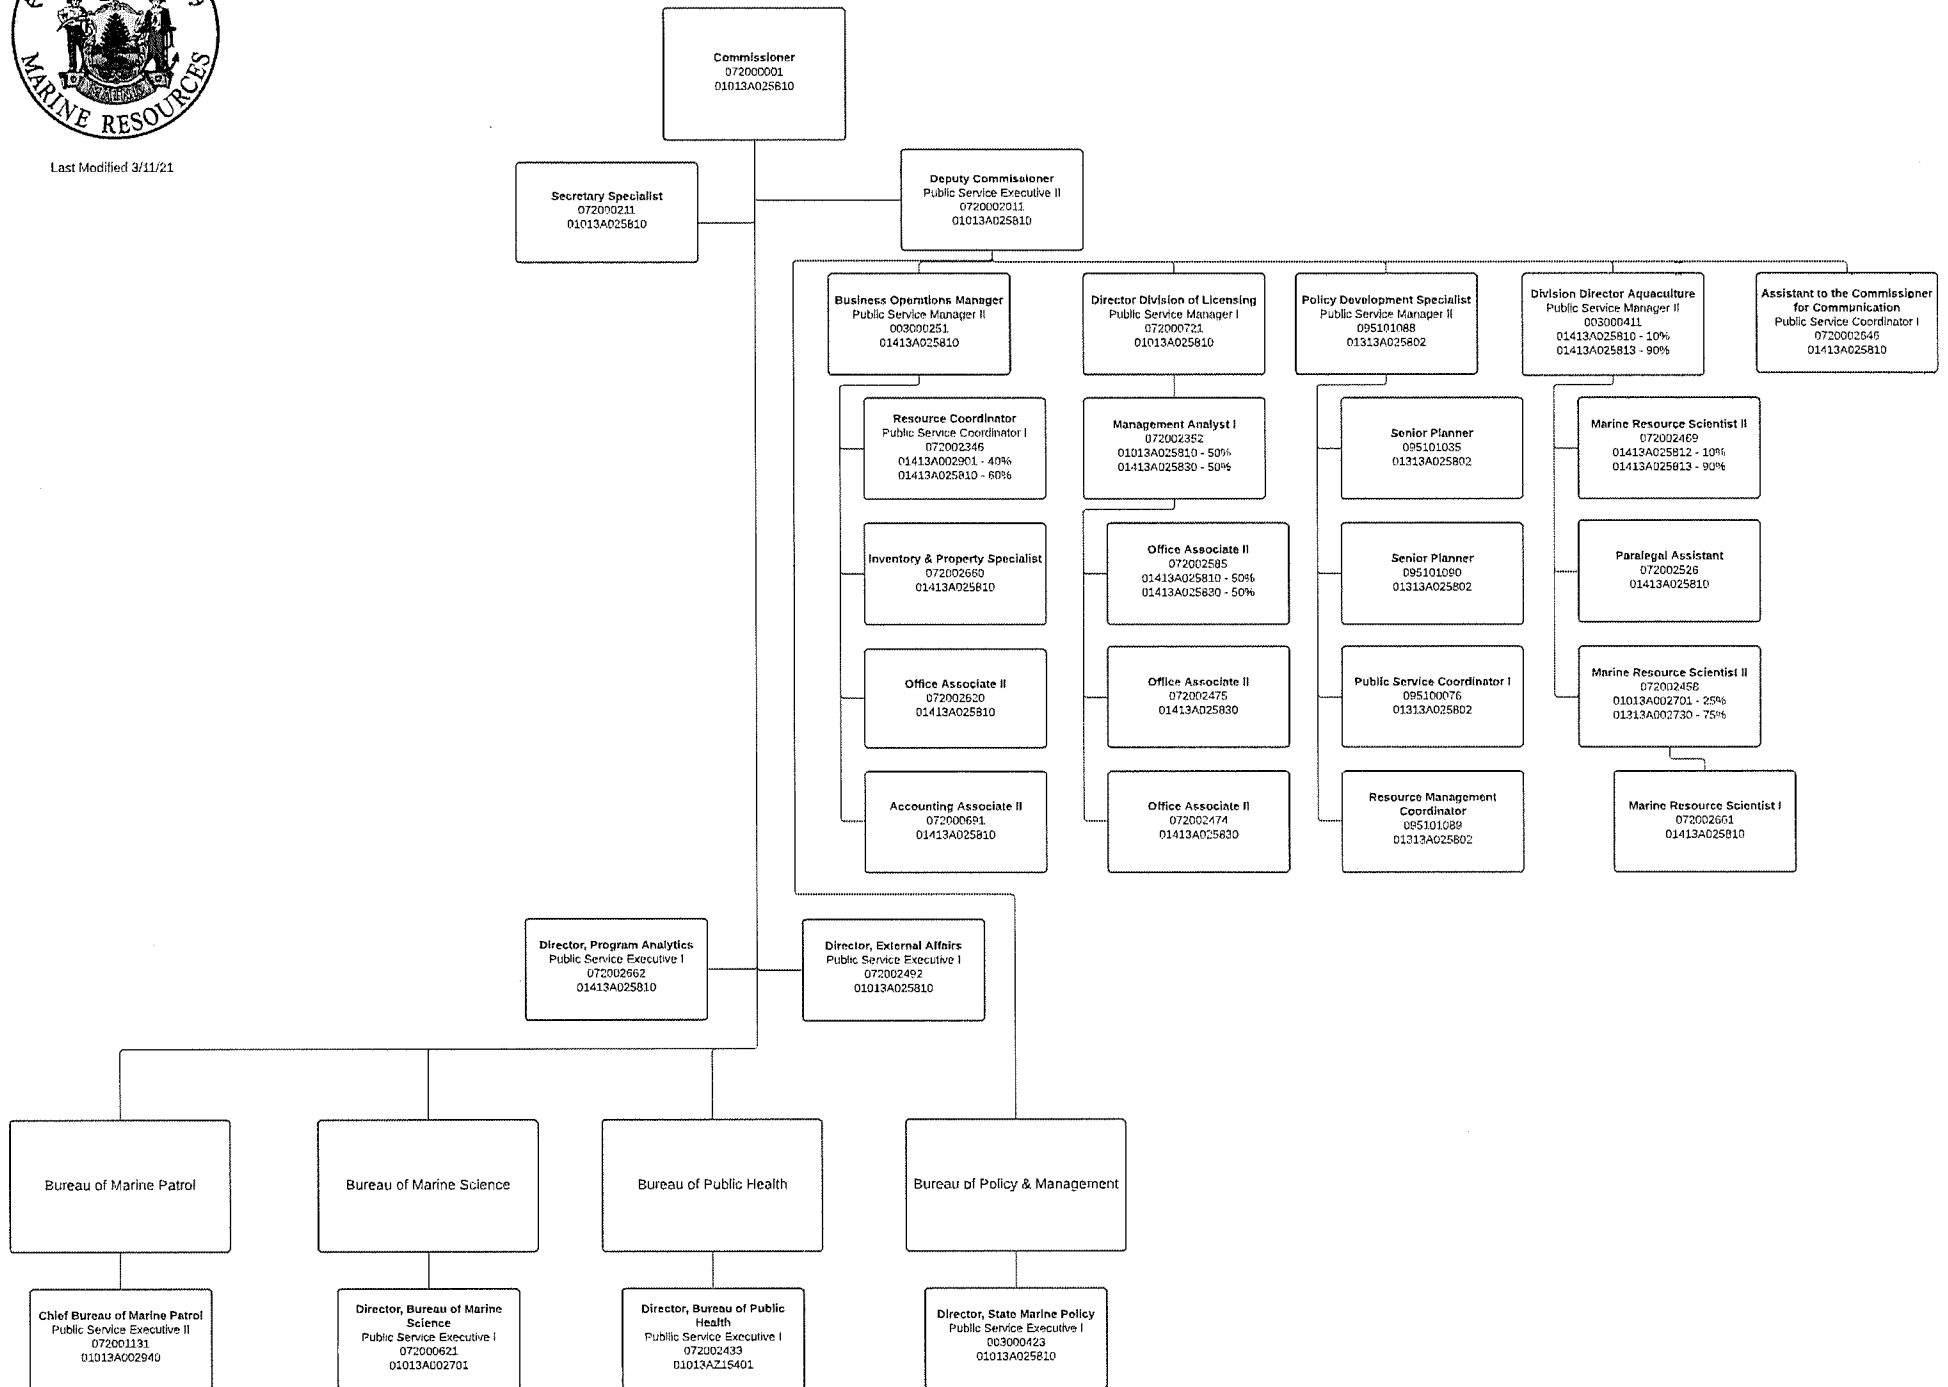 MARINE RESOURCES
Last Modified 3/11/21
Commissioner
072000001
01013A025810
Secretary Specialist
072000211
01013A025810
Deputy Commissioner
Public Service Executive II
0720002011
01013A025810
Business Operations Manager
Public Service Manager II
003000251
01413A025810
Director Division of Licensing
Public Service Manager I
072000721
01013A025810
Policy Development Specialist
Public Service Manager II
095101088
01313A025802
Division Director Aquaculture
Public Service Manager II
003000411
01413A025810 - 10%
01413A025813 - 90%
Assistant to the Commissioner
for Communication
Public Service Coordinator I
0720002646
01413A025810
Resource Coordinator
Public Service Coordinator I
072002346
01413A002901 - 40%
01413A025810 - 60%
Management Analyst I
072002352
01013A025810 - 50%
01413A025830 - 50%
Senior Planner
095101035
01313A025802
Marine Resource Scientist II
072002469
01413A025812 - 10%
01413A025813 - 90%
Inventory & Property Specialist
072002660
01413A025810
Office Associate II
072002585
01413A025810 - 50%
01413A025830 - 50%
Senior Planner
095101090
01313A025802
Paralegal Assistant
072002526
01413A025810
Office Associate II
072002620
01413A025810
Office Associate II
072002475
01413A025830
Public Service Coordinator I
095100076
01313A025802
Marine Resource Scientist II
072002458
01013A002701 - 25%
01313A002730 - 75%
Accounting Associate II
072000691
01413A025810
Office Associate II
072002474
01413A025830
Resource Management
Coordinator
095101089
01313A025802
Marine Resource Scientist I
072002661
01413A025810
Director, Program Analytics
Public Service Executive I
072002662
01413A025810
Director, External Affairs
Public Service Executive I
072002492
01013A025810
Bureau of Marine Patrol
Bureau of Marine Science
Bureau of Public Health
Bureau of Policy & Management
Chief Bureau of Marine Patrol
Public Service Executive II
072001131
01013A002940
Director, Bureau of Marine
Science
Public Service Executive I
072000621
01013A002701
Director, Bureau of Public
Health
Public Service Executive I
072002433
01013AZ15401
Director, State Marine Policy
Public Service Executive I
003000423
01013A025810